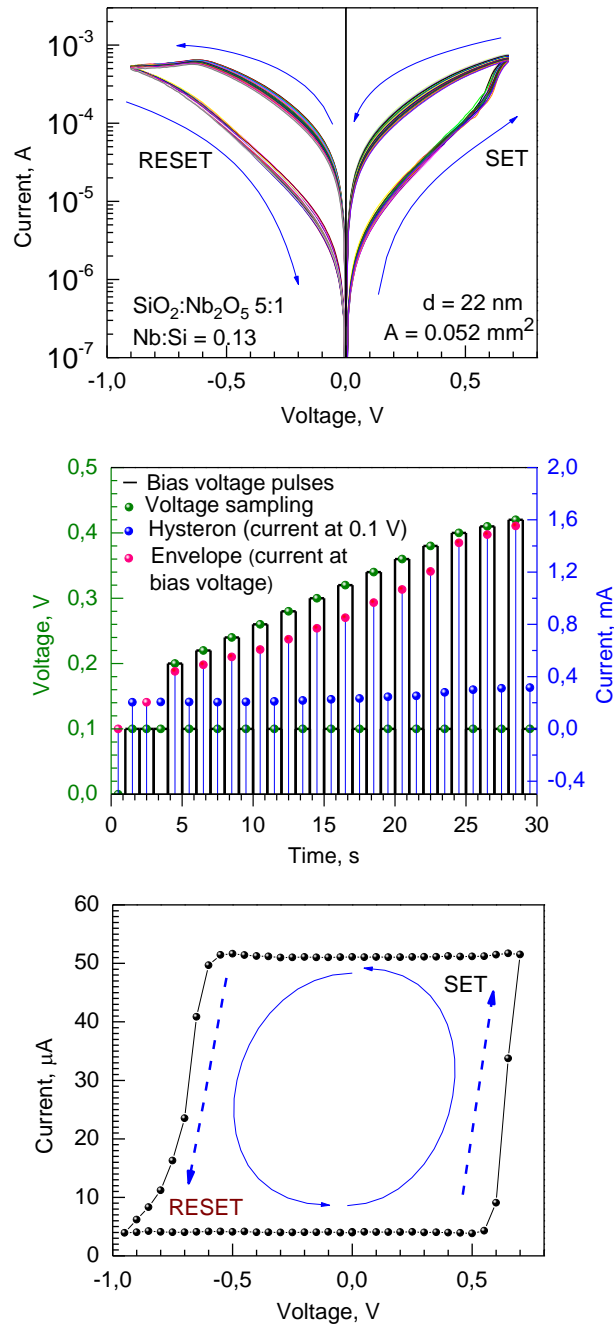 10⁻³
10⁻⁴
10⁻⁵
10⁻⁶
10⁻⁷
Current, A
RESET
SET
SiO₂:Nb₂O₅ 5:1
Nb:Si = 0.13
d = 22 nm
A = 0.052 mm²
-1,0 -0,5 0,0 0,5
Voltage, V
0,5
0,4
0,3
0,2
0,1
0,0
Voltage, V
Bias voltage pulses
Voltage sampling
Hysteron (current at 0.1 V)
Envelope (current at
bias voltage)
2,0
1,6
1,2
0,8
0,4
0,0
-0,4
Current, mA
0 5 10 15 20 25 30
Time, s
60
50
40
30
20
10
0
Current, µA
SET
RESET
-1,0 -0,5 0,0 0,5
Voltage, V